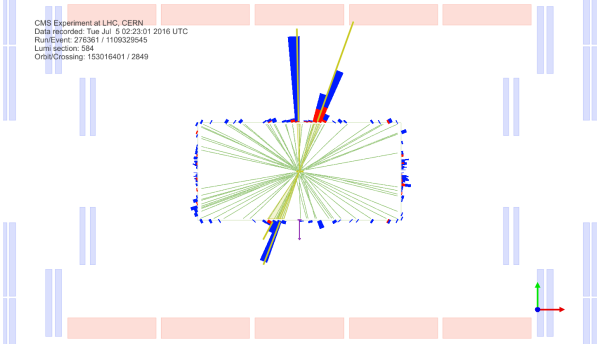 CMS Experiment at LHC, CERN
Data recorded: Tue Jul  5 02:23:01 2016 UTC
Run/Event: 276361 / 1109329545
Lumi section: 584
Orbit/Crossing: 153016401 / 2849